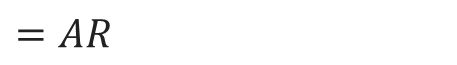 = AR